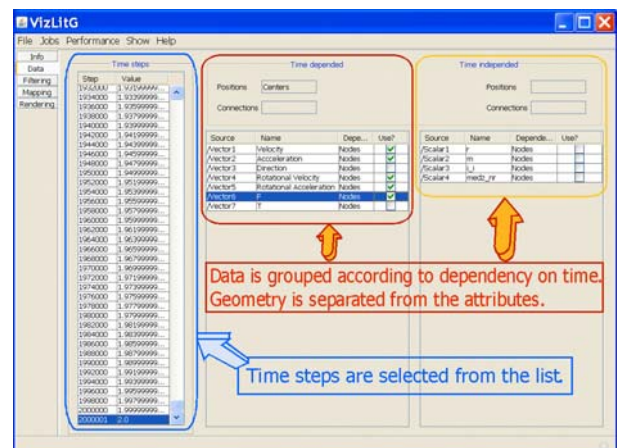 VizLitG
File Jobs Performance Show Help
Info
Data
Filtering
Mapping
Rendering
Time steps
Step Value
1932000 1.93199999...
1934000 1.93399999...
1936000 1.93599999...
1938000 1.93799999...
1940000 1.93999999...
1942000 1.94199999...
1944000 1.94399999...
1946000 1.94599999...
1948000 1.94799999...
1950000 1.94999999...
1952000 1.95199999...
1954000 1.95399999...
1956000 1.95599999...
1958000 1.95799999...
1960000 1.95999999...
1962000 1.96199999...
1964000 1.96399999...
1966000 1.96599999...
1968000 1.96799999...
1970000 1.96999999...
1972000 1.97199999...
1974000 1.97399999...
1976000 1.97599999...
1978000 1.97799999...
1980000 1.97999999...
1982000 1.98199999...
1984000 1.98399999...
1986000 1.98599999...
1988000 1.98799999...
1990000 1.98999999...
1992000 1.99199999...
1994000 1.99399999...
1996000 1.99599999...
1998000 1.99799999...
2000000 1.99999999...
2000001 2.0
Time depended
Positions Centers
Connections
Source Name Depe... Use?
/Vector1 Velocity Nodes
/Vector2 Acceleration Nodes
/Vector3 Direction Nodes
/Vector4 Rotational Velocity Nodes
/Vector5 Rotational Acceleration Nodes
/Vector6 F Nodes
/Vector7 T Nodes
Time independed
Positions
Connections
Source Name Depende... Use?
/Scalar1 r Nodes
/Scalar2 m Nodes
/Scalar3 i_i Nodes
/Scalar4 medz_nr Nodes
Data is grouped according to dependency on time.
Geometry is separated from the attributes.
Time steps are selected from the list.